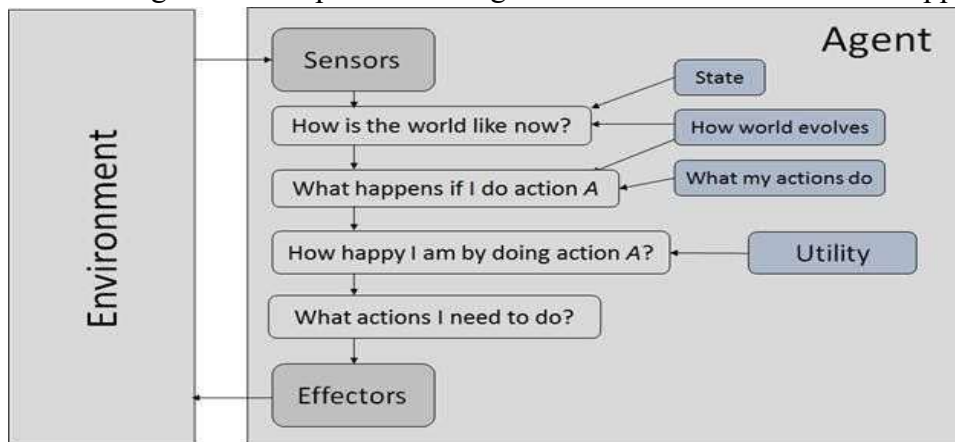 Agent
Sensors
State
How is the world like now?
How world evolves
What my actions do
What happens if I do action A
How happy I am by doing action A?
Utility
What actions I need to do?
Effectors
Environment